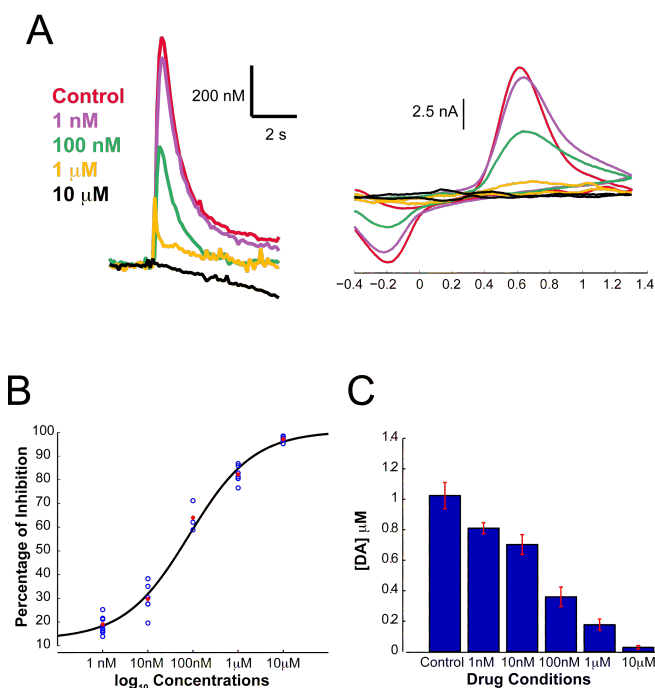 A
Control
1 nM
100 nM
1 µM
10 µM
200 nM
2 s
2.5 nA
−0.4 −0.2 0 0.2 0.4 0.6 0.8 1 1.2 1.4
B
Percentage of Inhibition
100
90
80
70
60
50
40
30
20
10
1 nM 10nM 100nM 1µM 10µM
log10 Concentrations
C
[DA] µM
1.4
1.2
1
0.8
0.6
0.4
0.2
0
Control 1nM 10nM 100nM 1µM 10µM
Drug Conditions